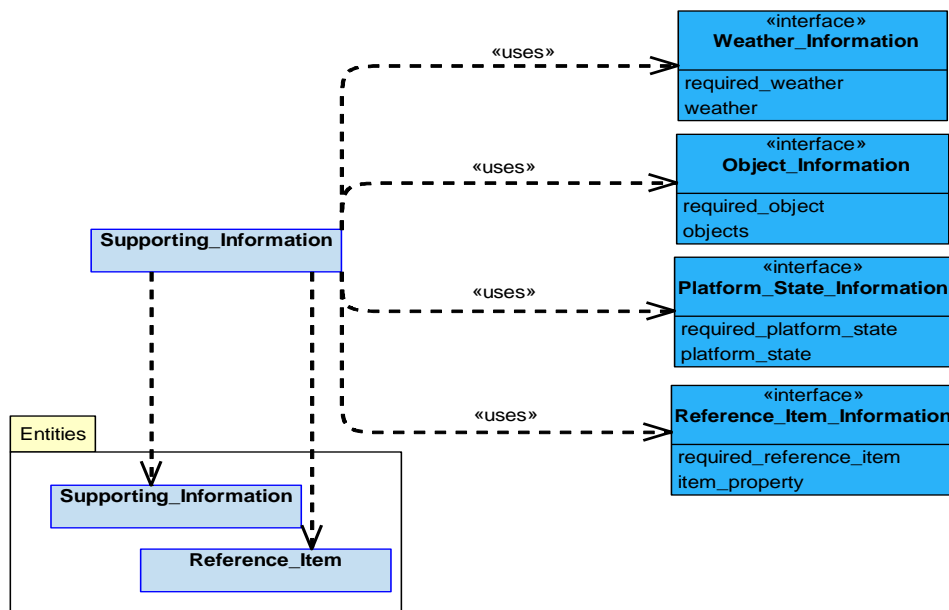 «interface»
Weather_Information
required_weather
weather
«uses»
«interface»
Object_Information
required_object
objects
«uses»
Supporting_Information
«interface»
Platform_State_Information
required_platform_state
platform_state
«uses»
«interface»
Reference_Item_Information
required_reference_item
item_property
«uses»
Entities
Supporting_Information
Reference_Item